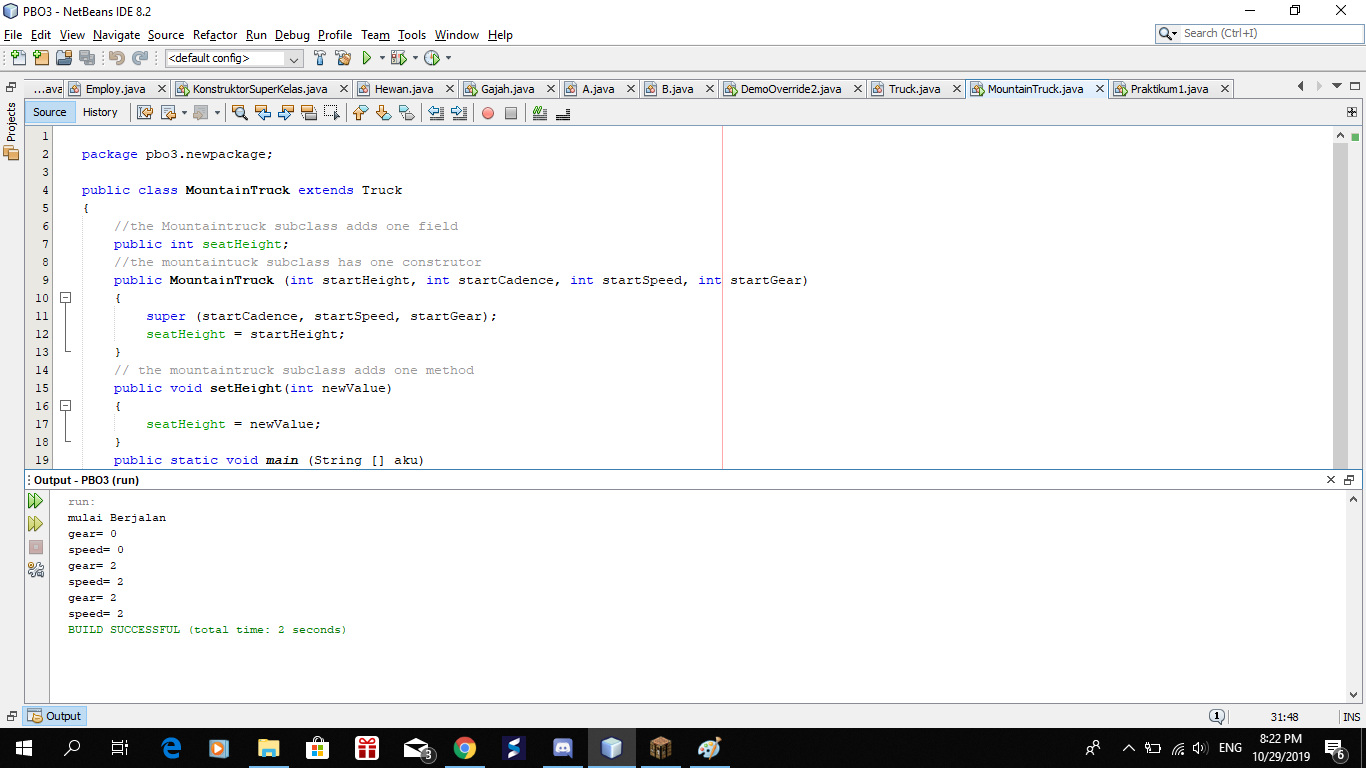 PBO3 - NetBeans IDE 8.2
File Edit View Navigate Source Refactor Run Debug Profile Team Tools Window Help
Search (Ctrl+I)
<default config>
...ava Employ.java KonstruktorSuperKelas.java Hewan.java Gajah.java A.java B.java DemoOverride2.java Truck.java MountainTruck.java Praktikum1.java
Projects
Source History
1
2 package pbo3.newpackage;
3
4 public class MountainTruck extends Truck
5 {
6 //the Mountaintruck subclass adds one field
7 public int seatHeight;
8 //the mountaintuck subclass has one construtor
9 public MountainTruck (int startHeight, int startCadence, int startSpeed, int startGear)
10 {
11 super (startCadence, startSpeed, startGear);
12 seatHeight = startHeight;
13 }
14 // the mountaintruck subclass adds one method
15 public void setHeight(int newValue)
16 {
17 seatHeight = newValue;
18 }
19 public static void main (String [] aku)
Output - PBO3 (run)
run:
mulai Berjalan
gear= 0
speed= 0
gear= 2
speed= 2
gear= 2
speed= 2
BUILD SUCCESSFUL (total time: 2 seconds)
Output
1
31:48
INS
3
ENG
8:22 PM
10/29/2019
6